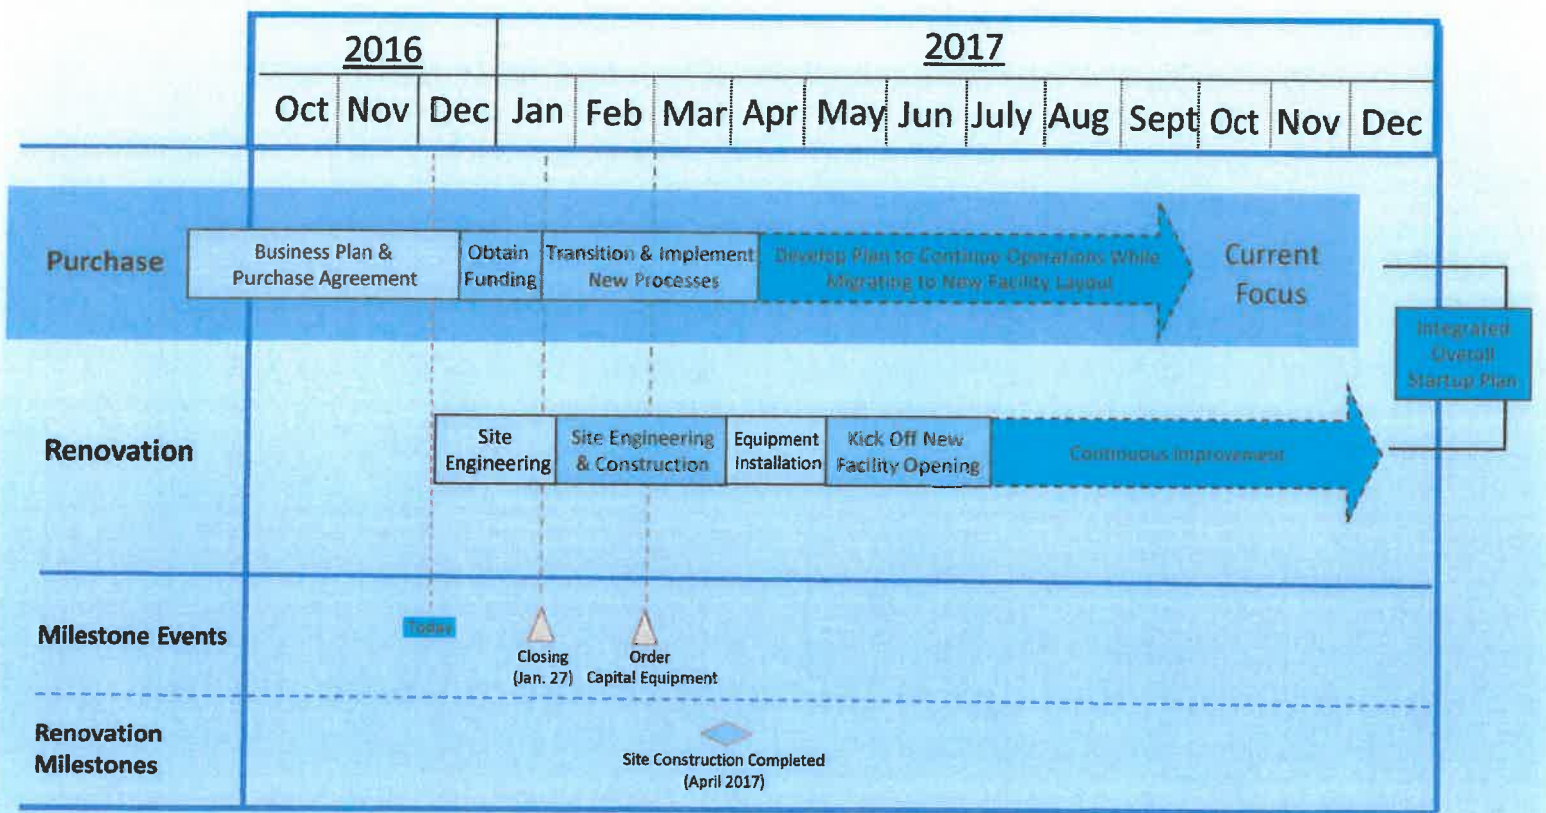 2016
2017
Oct Nov Dec Jan Feb Mar Apr May Jun July Aug Sept Oct Nov Dec
Purchase
Business Plan &
Purchase Agreement
Obtain
Funding
Transition & Implement
New Processes
Develop Plan to Continue Operations While
Migrating to New Facility Layout
Current
Focus
Integrated
Overall
Startup Plan
Renovation
Site
Engineering
Site Engineering
& Construction
Equipment
Installation
Kick Off New
Facility Opening
Continuous Improvement
Milestone Events
Today
Closing
(Jan. 27)
Order
Capital Equipment
Renovation
Milestones
Site Construction Completed
(April 2017)